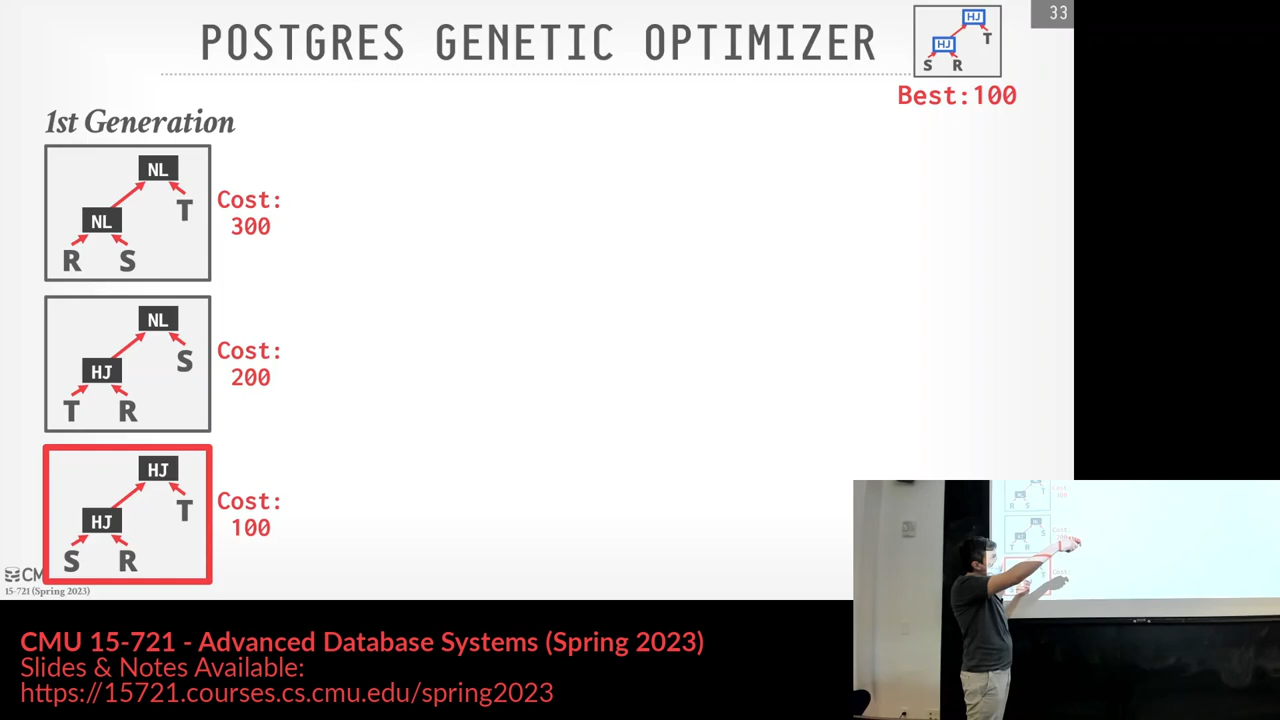 33
POSTGRES GENETIC OPTIMIZER
HJ
HJ
T
S R
Best:100
1st Generation
NL
NL
T
R S
Cost:
300
NL
HJ
S
T R
Cost:
200
HJ
HJ
T
S R
Cost:
100
CM
15-721 (Spring 2023)
CMU 15-721 - Advanced Database Systems (Spring 2023)
Slides & Notes Available:
https://15721.courses.cs.cmu.edu/spring2023